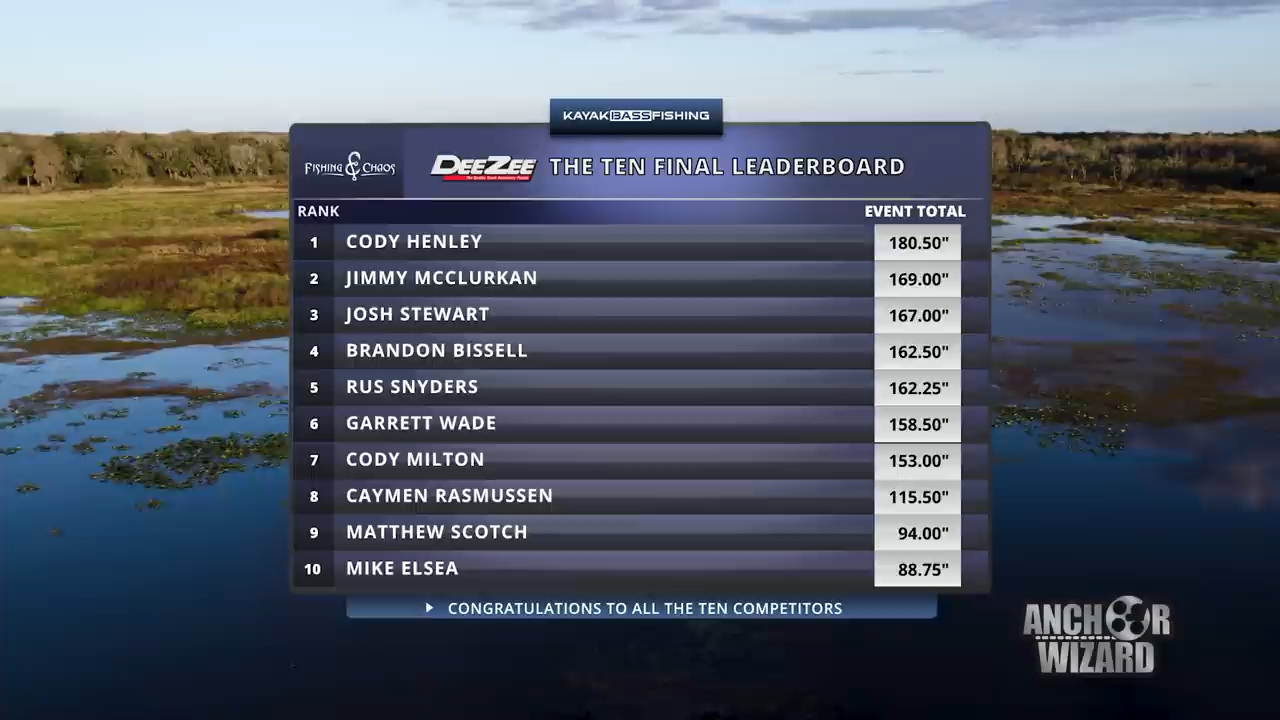 KAYAK BASS FISHING
FISHING & CHAOS
DEEZEE THE TEN FINAL LEADERBOARD
RANK EVENT TOTAL
1 CODY HENLEY 180.50"
2 JIMMY MCCLURKAN 169.00"
3 JOSH STEWART 167.00"
4 BRANDON BISSELL 162.50"
5 RUS SNYDERS 162.25"
6 GARRETT WADE 158.50"
7 CODY MILTON 153.00"
8 CAYMEN RASMUSSEN 115.50"
9 MATTHEW SCOTCH 94.00"
10 MIKE ELSEA 88.75"
CONGRATULATIONS TO ALL THE TEN COMPETITORS
ANCHOR
WIZARD